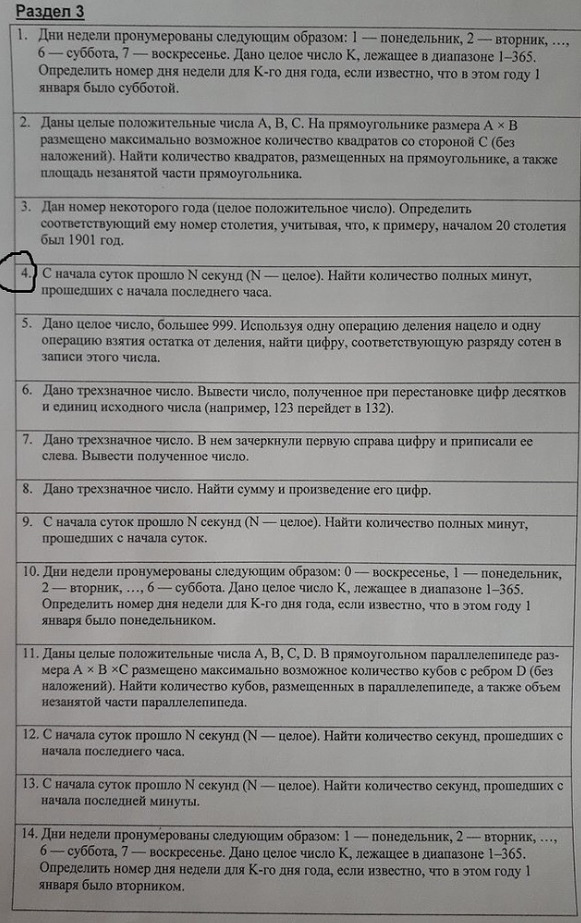 Раздел 3
1. Дни недели пронумерованы следующим образом: 1 — понедельник, 2 — вторник, …,
6 — суббота, 7 — воскресенье. Дано целое число K, лежащее в диапазоне 1–365.
Определить номер дня недели для K-го дня года, если известно, что в этом году 1
января было субботой.
2. Даны целые положительные числа A, B, C. На прямоугольнике размера A × B
размещено максимально возможное количество квадратов со стороной C (без
наложений). Найти количество квадратов, размещенных на прямоугольнике, а также
площадь незанятой части прямоугольника.
3. Дан номер некоторого года (целое положительное число). Определить
соответствующий ему номер столетия, учитывая, что, к примеру, началом 20 столетия
был 1901 год.
4. С начала суток прошло N секунд (N — целое). Найти количество полных минут,
прошедших с начала последнего часа.
5. Дано целое число, большее 999. Используя одну операцию деления нацело и одну
операцию взятия остатка от деления, найти цифру, соответствующую разряду сотен в
записи этого числа.
6. Дано трехзначное число. Вывести число, полученное при перестановке цифр десятков
и единиц исходного числа (например, 123 перейдет в 132).
7. Дано трехзначное число. В нем зачеркнули первую справа цифру и приписали ее
слева. Вывести полученное число.
8. Дано трехзначное число. Найти сумму и произведение его цифр.
9. С начала суток прошло N секунд (N — целое). Найти количество полных минут,
прошедших с начала суток.
10. Дни недели пронумерованы следующим образом: 0 — воскресенье, 1 — понедельник,
2 — вторник, …, 6 — суббота. Дано целое число K, лежащее в диапазоне 1–365.
Определить номер дня недели для K-го дня года, если известно, что в этом году 1
января было понедельником.
11. Даны целые положительные числа A, B, C, D. В прямоугольном параллелепипеде раз-
мера A × B ×C размещено максимально возможное количество кубов с ребром D (без
наложений). Найти количество кубов, размещенных в параллелепипеде, а также объем
незанятой части параллелепипеда.
12. С начала суток прошло N секунд (N — целое). Найти количество секунд, прошедших с
начала последнего часа.
13. С начала суток прошло N секунд (N — целое). Найти количество секунд, прошедших с
начала последней минуты.
14. Дни недели пронумерованы следующим образом: 1 — понедельник, 2 — вторник, …,
6 — суббота, 7 — воскресенье. Дано целое число K, лежащее в диапазоне 1–365.
Определить номер дня недели для K-го дня года, если известно, что в этом году 1
января было вторником.